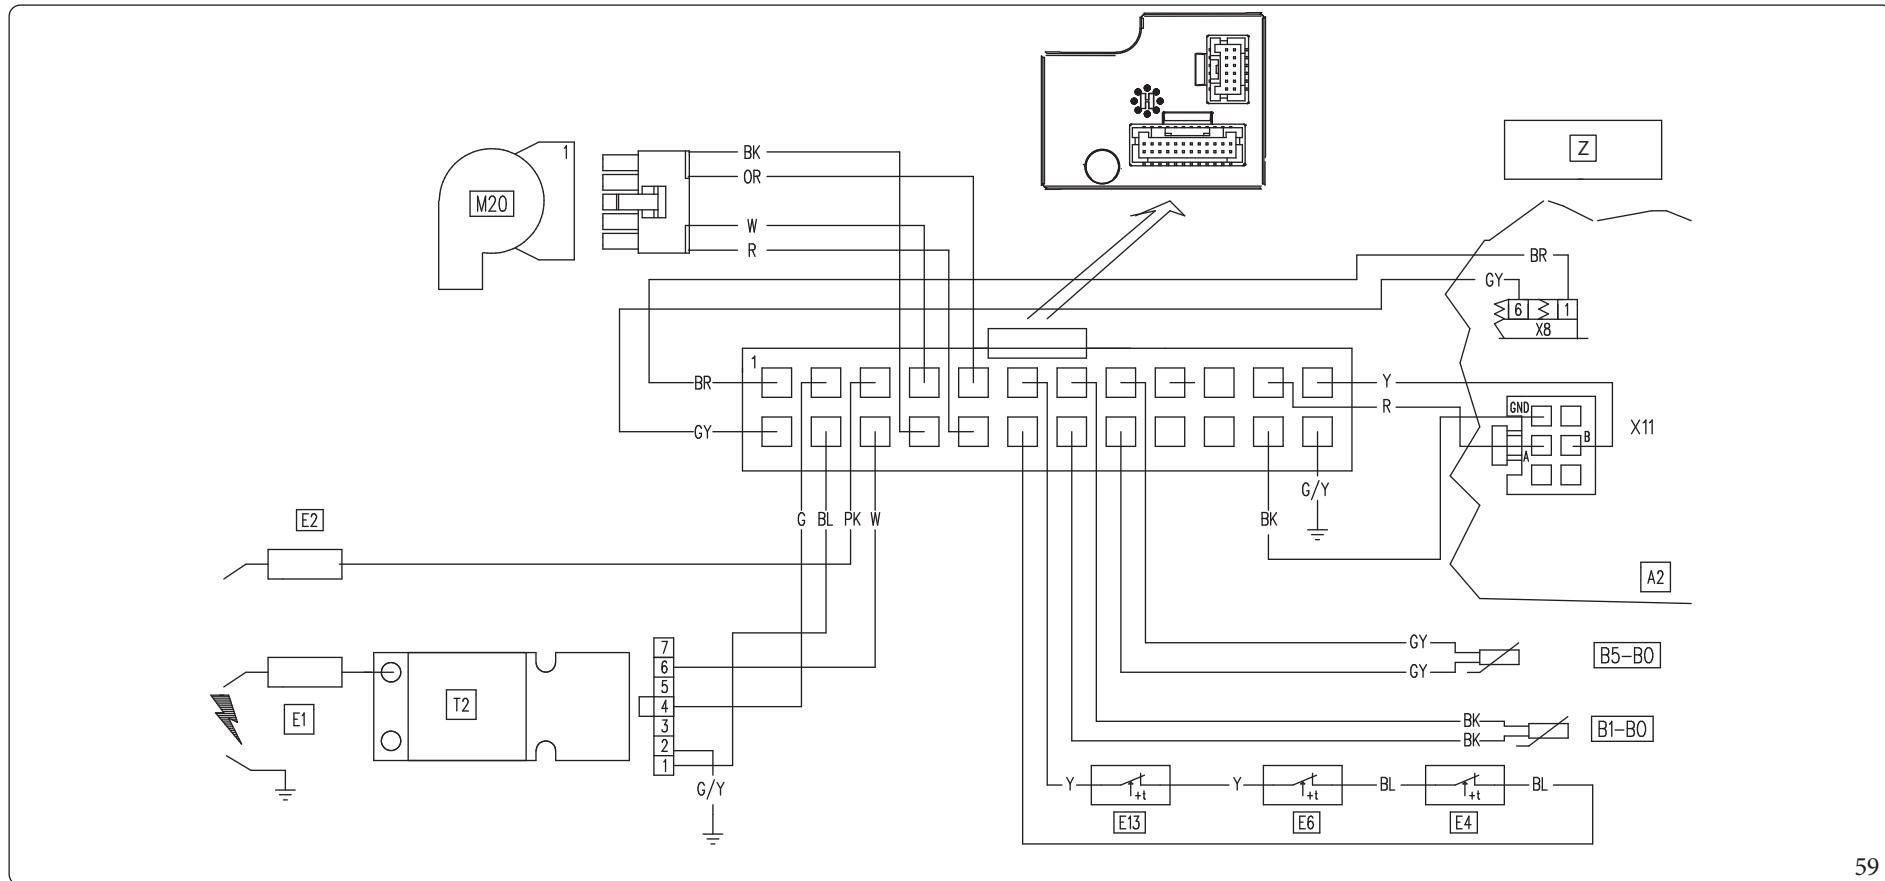 Z
1
BK
OR
M20
W
R
BR
GY
6 1
X8
1
BR
Y
R
GND
X11
B
A
GY
G/Y
E2
G BL PK W
BK
A2
7
6
5
4
3
2
1
T2
E1
G/Y
GY
GY
B5-B0
BK
BK
B1-B0
Y
+t
Y
+t
BL
+t
BL
E13
E6
E4
59